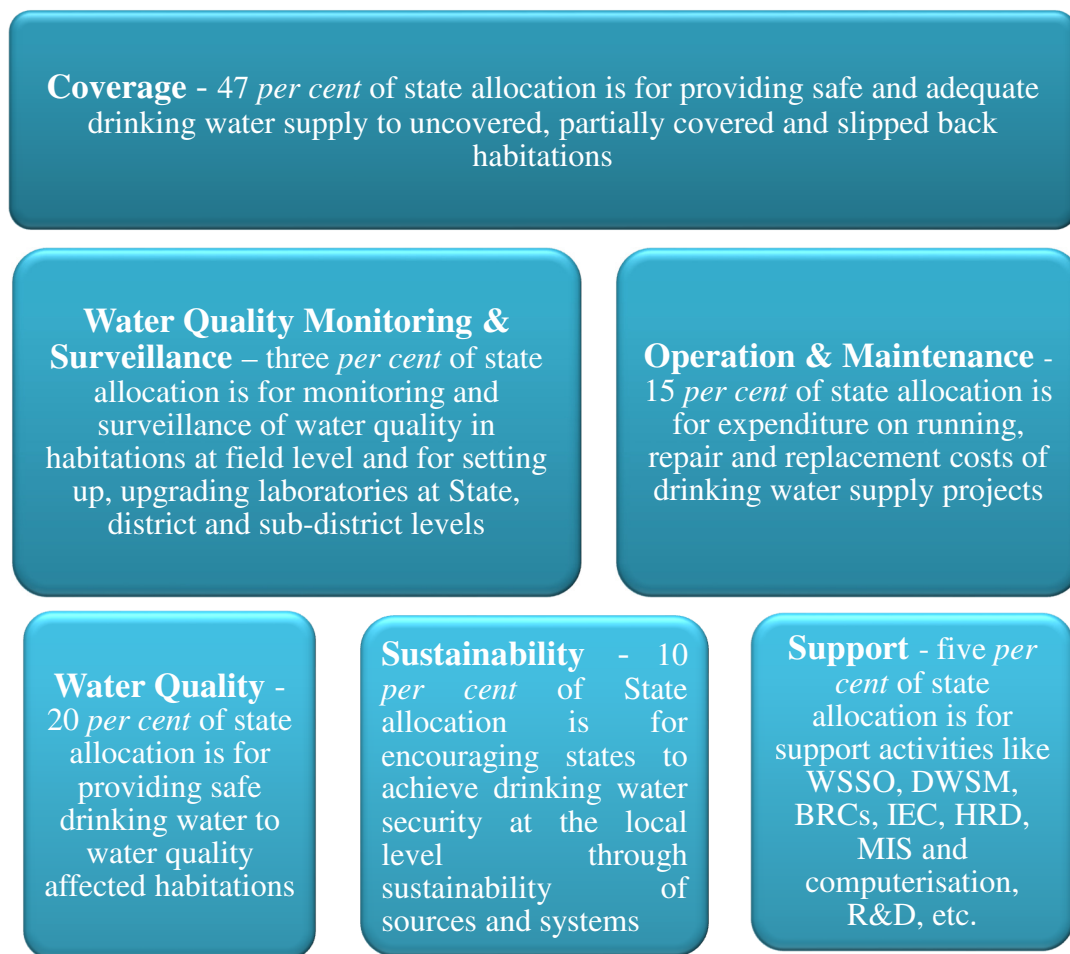 Coverage - 47 per cent of state allocation is for providing safe and adequate
drinking water supply to uncovered, partially covered and slipped back
habitations
Water Quality Monitoring &
Surveillance – three per cent of state
allocation is for monitoring and
surveillance of water quality in
habitations at field level and for setting
up, upgrading laboratories at State,
district and sub-district levels
Operation & Maintenance -
15 per cent of state allocation is
for expenditure on running,
repair and replacement costs of
drinking water supply projects
Water Quality -
20 per cent of state
allocation is for
providing safe
drinking water to
water quality
affected habitations
Sustainability - 10
per cent of State
allocation is for
encouraging states to
achieve drinking water
security at the local
level through
sustainability of
sources and systems
Support - five per
cent of state
allocation is for
support activities like
WSSO, DWSM,
BRCs, IEC, HRD,
MIS and
computerisation,
R&D, etc.